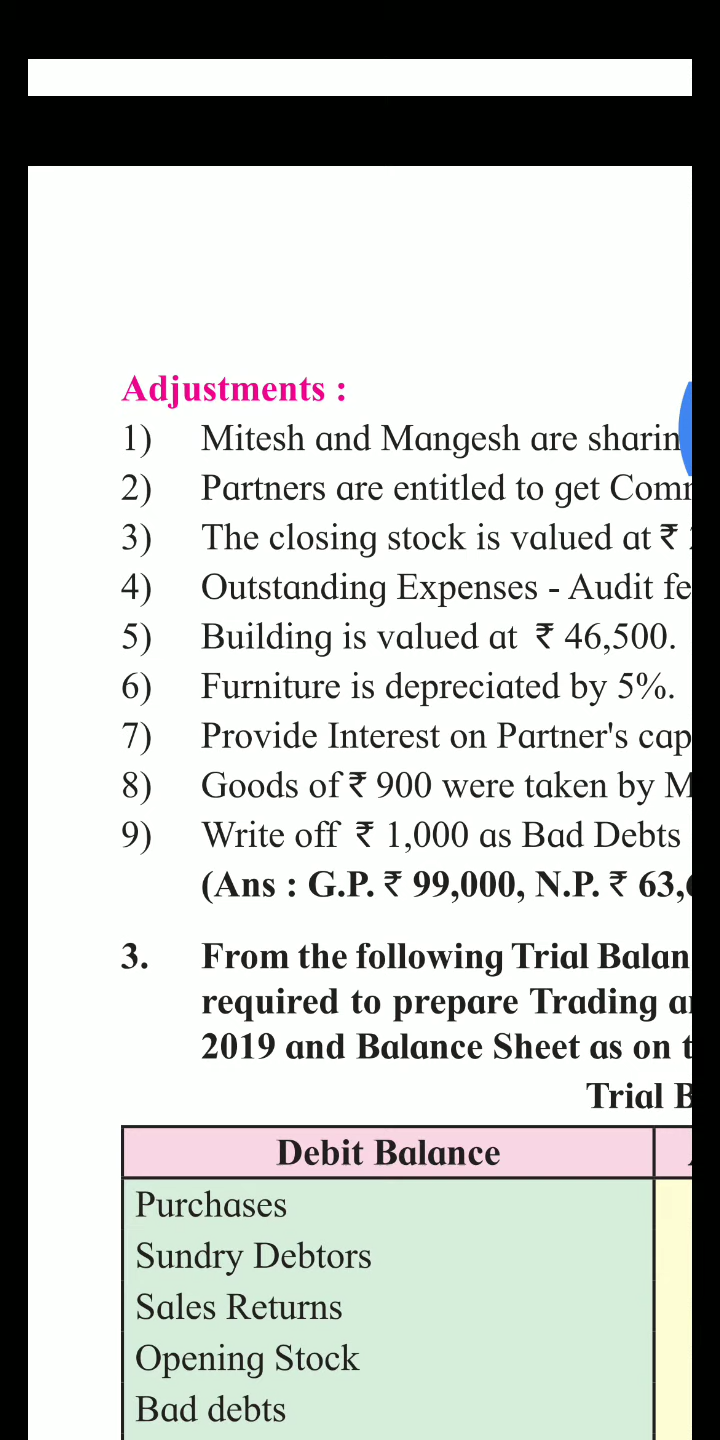 Adjustments :
1) Mitesh and Mangesh are sharin
2) Partners are entitled to get Com
3) The closing stock is valued at ₹
4) Outstanding Expenses - Audit fe
5) Building is valued at ₹ 46,500.
6) Furniture is depreciated by 5%.
7) Provide Interest on Partner's cap
8) Goods of ₹ 900 were taken by M
9) Write off ₹ 1,000 as Bad Debts
(Ans : G.P. ₹ 99,000, N.P. ₹ 63,
3. From the following Trial Balan
required to prepare Trading a
2019 and Balance Sheet as on t
Trial B
Debit Balance
Purchases
Sundry Debtors
Sales Returns
Opening Stock
Bad debts